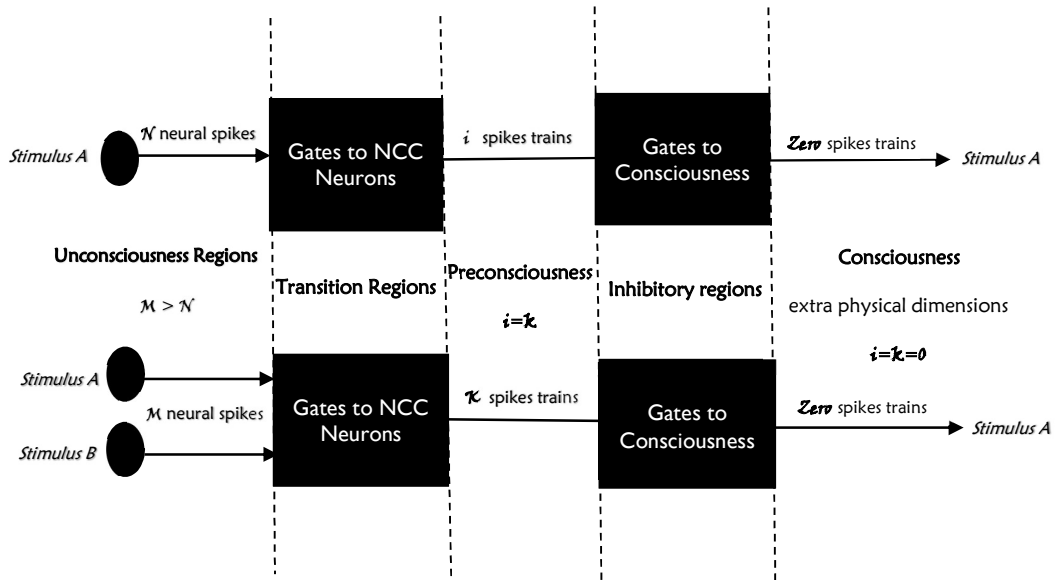 Stimulus A
𝒩 neural spikes
Gates to NCC
Neurons
i spikes trains
Gates to
Consciousness
Zero spikes trains
Stimulus A
Unconsciousness Regions
ℳ > 𝒩
Transition Regions
Preconsciousness
i=k
Inhibitory regions
Consciousness
extra physical dimensions
i=k=0
Stimulus A
Stimulus B
ℳ neural spikes
Gates to NCC
Neurons
K spikes trains
Gates to
Consciousness
Zero spikes trains
Stimulus A